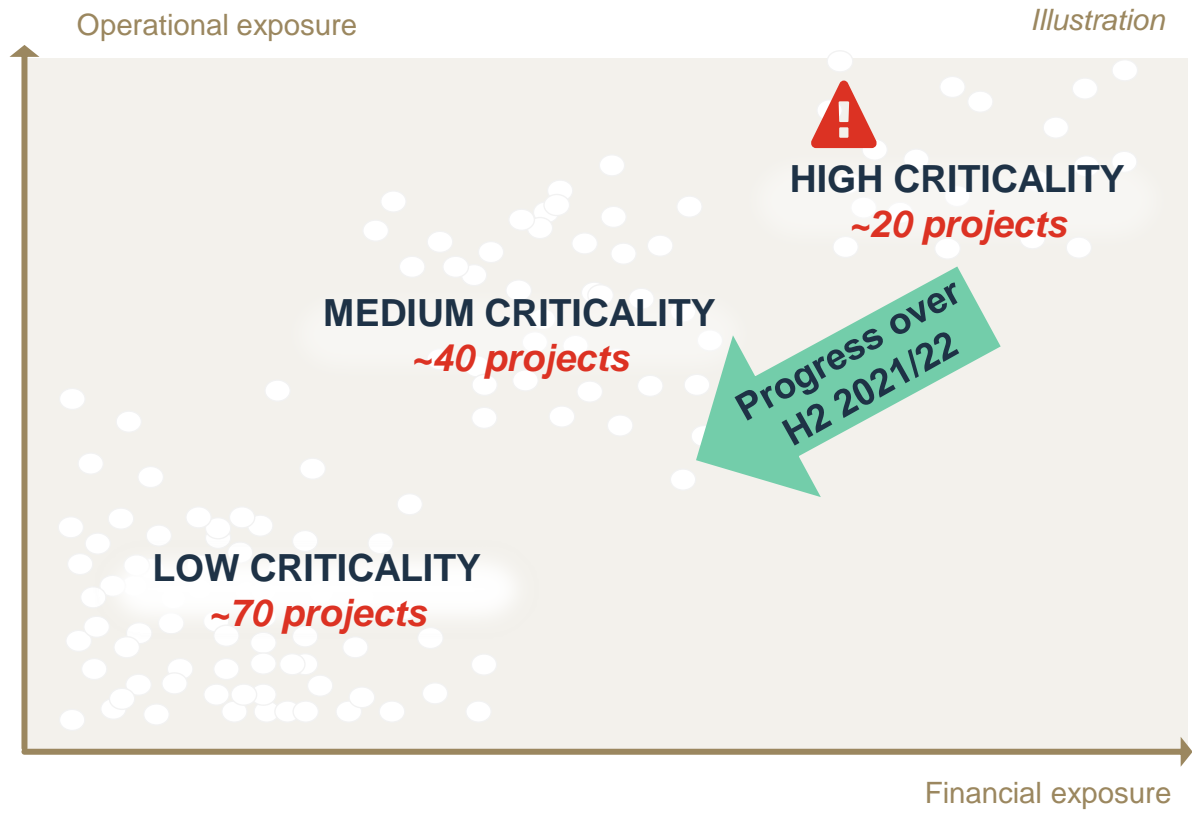 Operational exposure
Illustration
!
HIGH CRITICALITY
~20 projects
MEDIUM CRITICALITY
~40 projects
Progress over
H2 2021/22
LOW CRITICALITY
~70 projects
Financial exposure